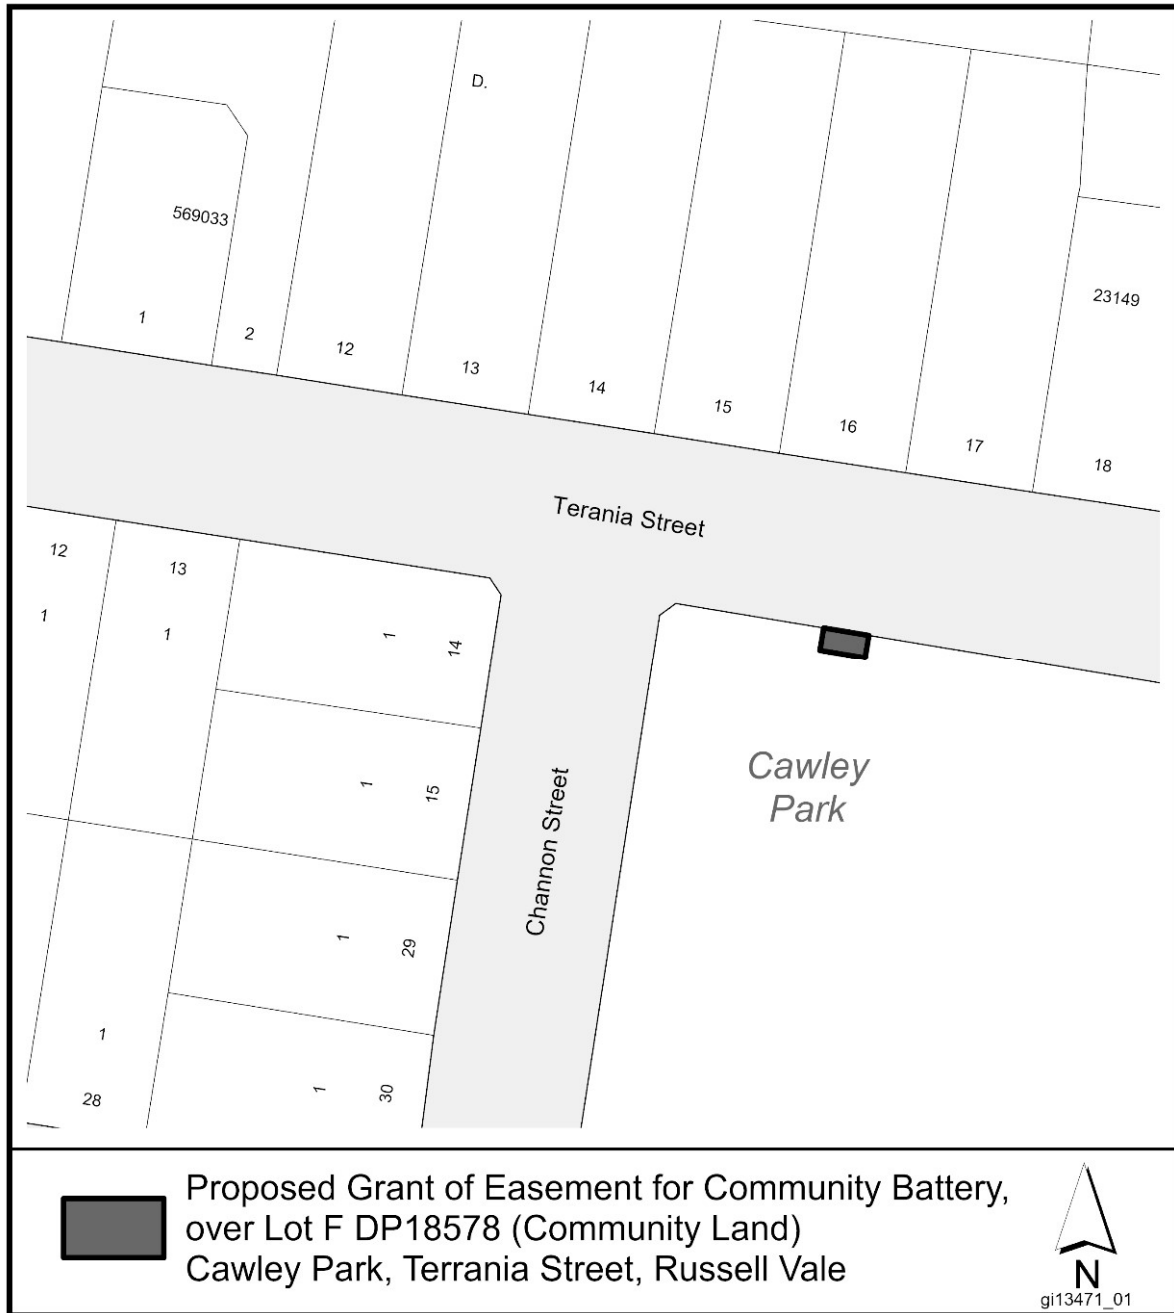 D.
569033
23149
1
2
12
13
14
15
16
17
18
Terania Street
12
13
1
1
1
14
1
15
Cawley
Park
Channon Street
1
29
1
1
30
28
Proposed Grant of Easement for Community Battery,
over Lot F DP18578 (Community Land)
Cawley Park, Terrania Street, Russell Vale
N
gi13471_01